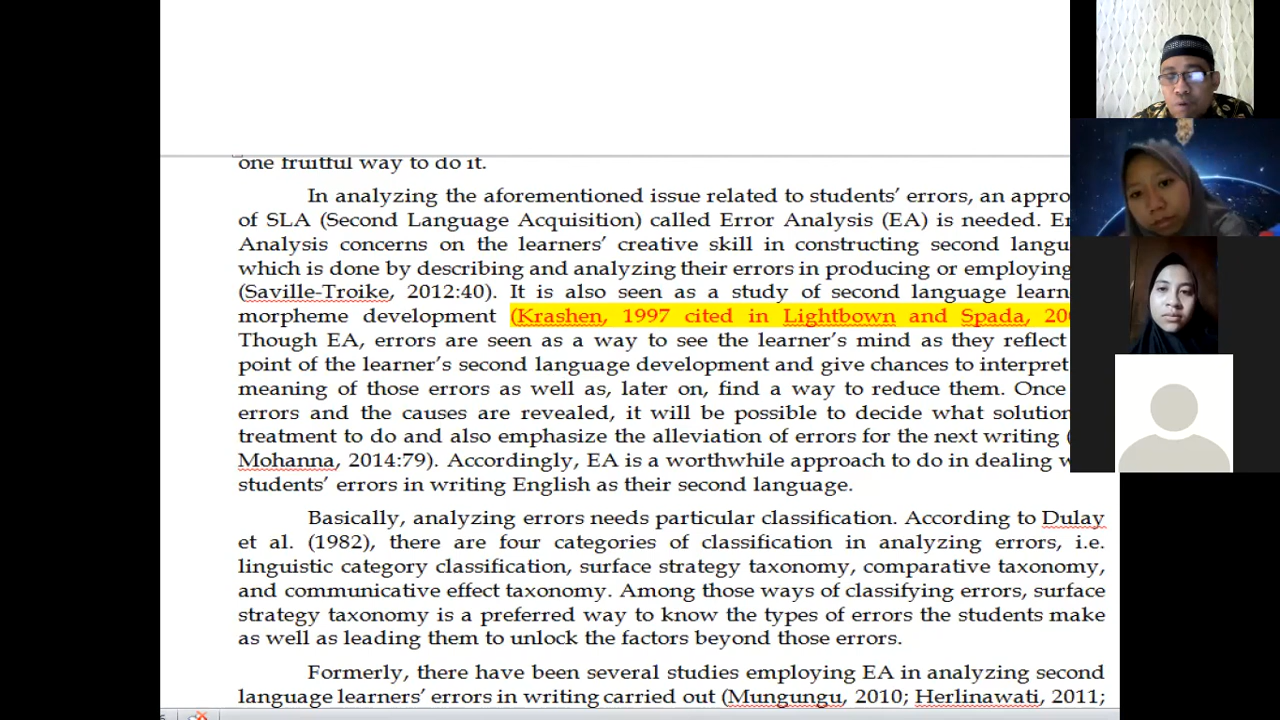 one fruitful way to do it.
In analyzing the aforementioned issue related to students' errors, an appro
of SLA (Second Language Acquisition) called Error Analysis (EA) is needed. Er
Analysis concerns on the learners' creative skill in constructing second langu
which is done by describing and analyzing their errors in producing or employing
(Saville-Troike, 2012:40). It is also seen as a study of second language learn
morpheme development (Krashen, 1997 cited in Lightbown and Spada, 20
Though EA, errors are seen as a way to see the learner's mind as they reflect
point of the learner's second language development and give chances to interpret
meaning of those errors as well as, later on, find a way to reduce them. Once
errors and the causes are revealed, it will be possible to decide what solution
treatment to do and also emphasize the alleviation of errors for the next writing (
Mohanna, 2014:79). Accordingly, EA is a worthwhile approach to do in dealing w
students' errors in writing English as their second language.
Basically, analyzing errors needs particular classification. According to Dulay
et al. (1982), there are four categories of classification in analyzing errors, i.e.
linguistic category classification, surface strategy taxonomy, comparative taxonomy,
and communicative effect taxonomy. Among those ways of classifying errors, surface
strategy taxonomy is a preferred way to know the types of errors the students make
as well as leading them to unlock the factors beyond those errors.
Formerly, there have been several studies employing EA in analyzing second
language learners' errors in writing carried out (Mungungu, 2010; Herlinawati, 2011;